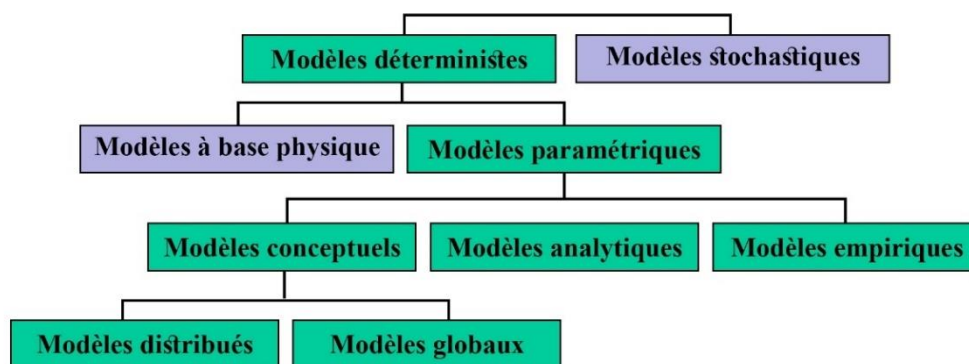 Modèles déterministes
Modèles stochastiques
Modèles à base physique
Modèles paramétriques
Modèles conceptuels
Modèles analytiques
Modèles empiriques
Modèles distribués
Modèles globaux